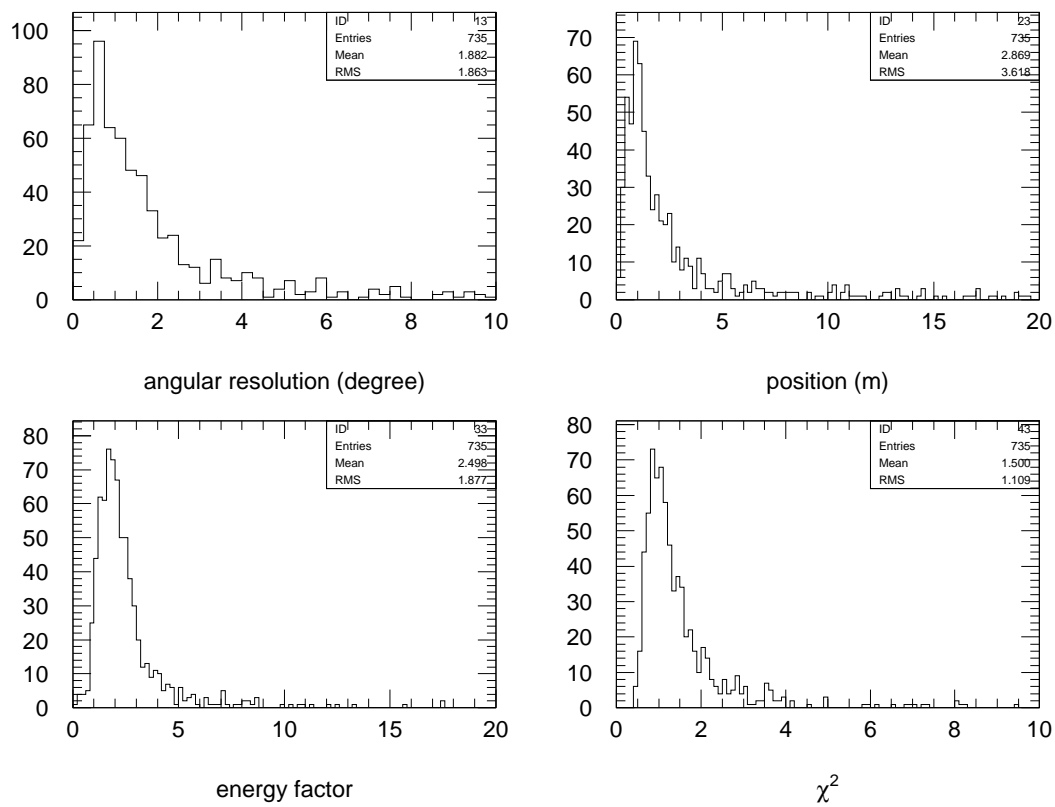 ID 13
Entries 735
Mean 1.882
RMS 1.863
100
80
60
40
20
0
0 2 4 6 8 10
angular resolution (degree)
ID 23
Entries 735
Mean 2.869
RMS 3.618
70
60
50
40
30
20
10
0
0 5 10 15 20
position (m)
ID 33
Entries 735
Mean 2.498
RMS 1.877
80
70
60
50
40
30
20
10
0
0 5 10 15 20
energy factor
ID 43
Entries 735
Mean 1.500
RMS 1.109
80
70
60
50
40
30
20
10
0
0 2 4 6 8 10
χ²